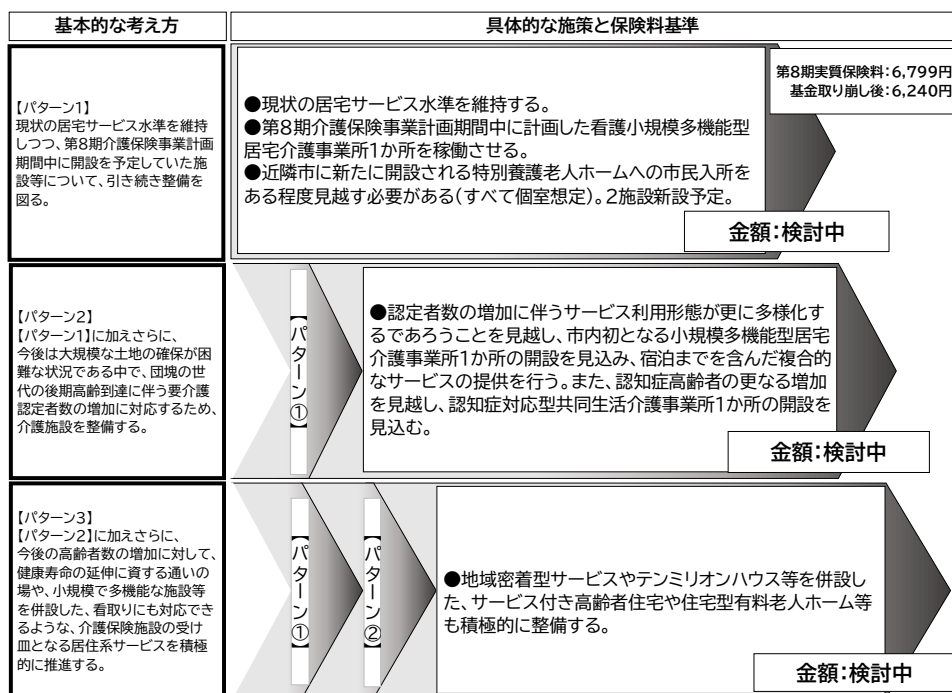 基本的な考え方
具体的な施策と保険料基準
【パターン1】
現状の居宅サービス水準を維持
しつつ、第8期介護保険事業計画
期間中に開設を予定していた施
設等について、引き続き整備を
図る。
第8期実質保険料:6,799円
基金取り崩し後:6,240円
●現状の居宅サービス水準を維持する。
●第8期介護保険事業計画期間中に計画した看護小規模多機能型
居宅介護事業所1か所を稼働させる。
●近隣市に新たに開設される特別養護老人ホームへの市民入所を
ある程度見越す必要がある(すべて個室想定)。2施設新設予定。
金額:検討中
【パターン2】
【パターン1】に加えさらに、
今後は大規模な土地の確保が困
難な状況である中で、団塊の世
代の後期高齢到達に伴う要介護
認定者数の増加に対応するため、
介護施設を整備する。
【パターン①】
●認定者数の増加に伴うサービス利用形態が更に多様化す
るであろうことを見越し、市内初となる小規模多機能型居宅
介護事業所1か所の開設を見込み、宿泊までを含んだ複合的
なサービスの提供を行う。また、認知症高齢者の更なる増加
を見越し、認知症対応型共同生活介護事業所1か所の開設を
見込む。
金額:検討中
【パターン3】
【パターン2】に加えさらに、
今後の高齢者数の増加に対して、
健康寿命の延伸に資する通いの
場や、小規模で多機能な施設等
を併設した、看取りにも対応でき
るような、介護保険施設の受け
皿となる居住系サービスを積極
的に推進する。
【パターン①】
【パターン②】
●地域密着型サービスやテンミリオンハウス等を併設し
た、サービス付き高齢者住宅や住宅型有料老人ホーム等
も積極的に整備する。
金額:検討中